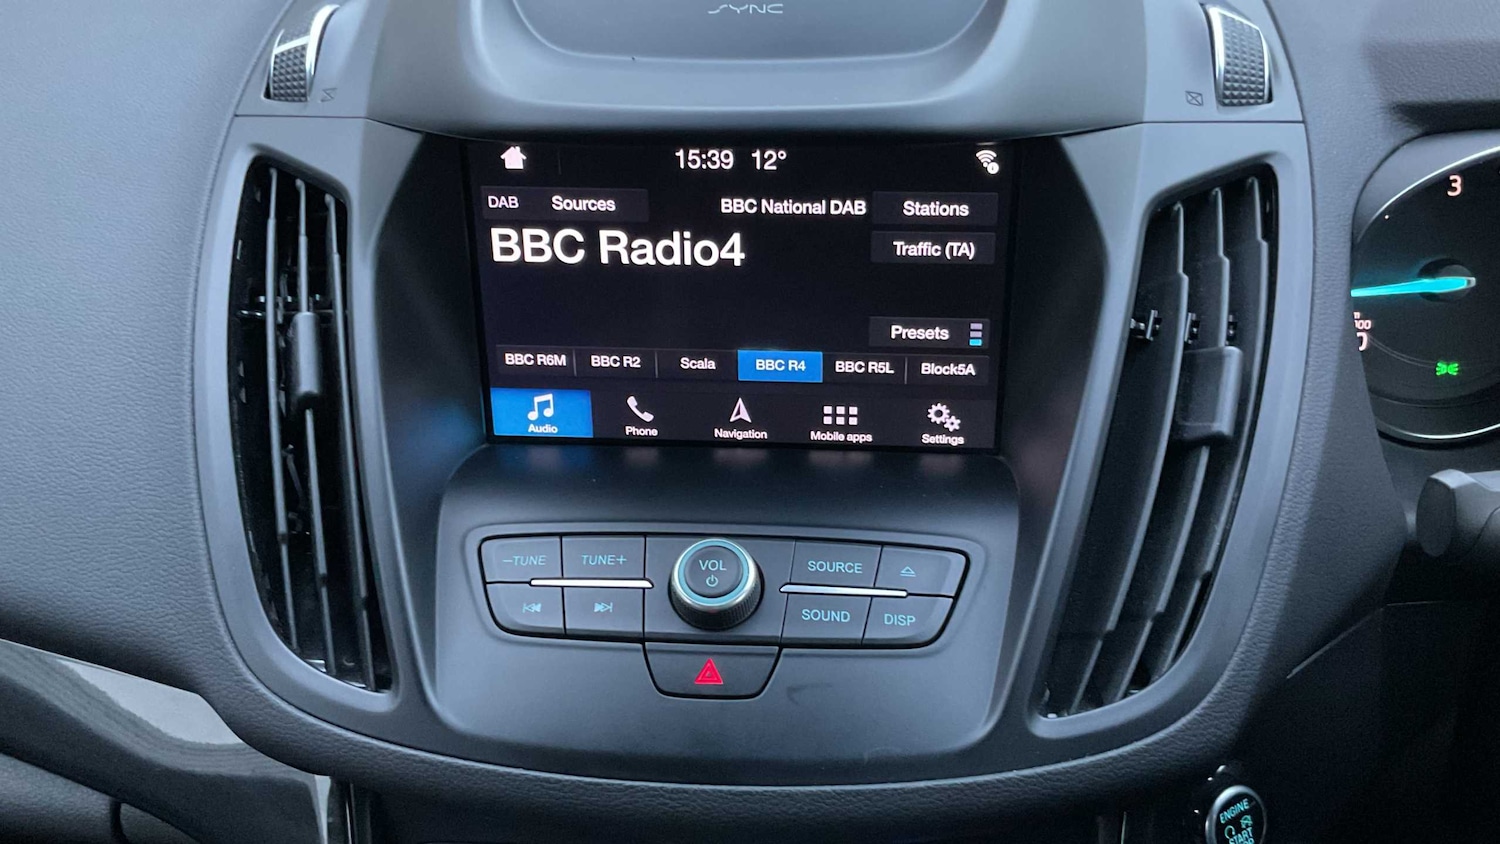 SYNC
15:39 12°
DAB Sources BBC National DAB Stations
BBC Radio4 Traffic (TA)
Presets
BBC R6M BBC R2 Scala BBC R4 BBC R5L Block5A
Audio Phone Navigation Mobile apps Settings
3
0
–TUNE TUNE+ VOL SOURCE
SOUND DISP
ENGINE
START